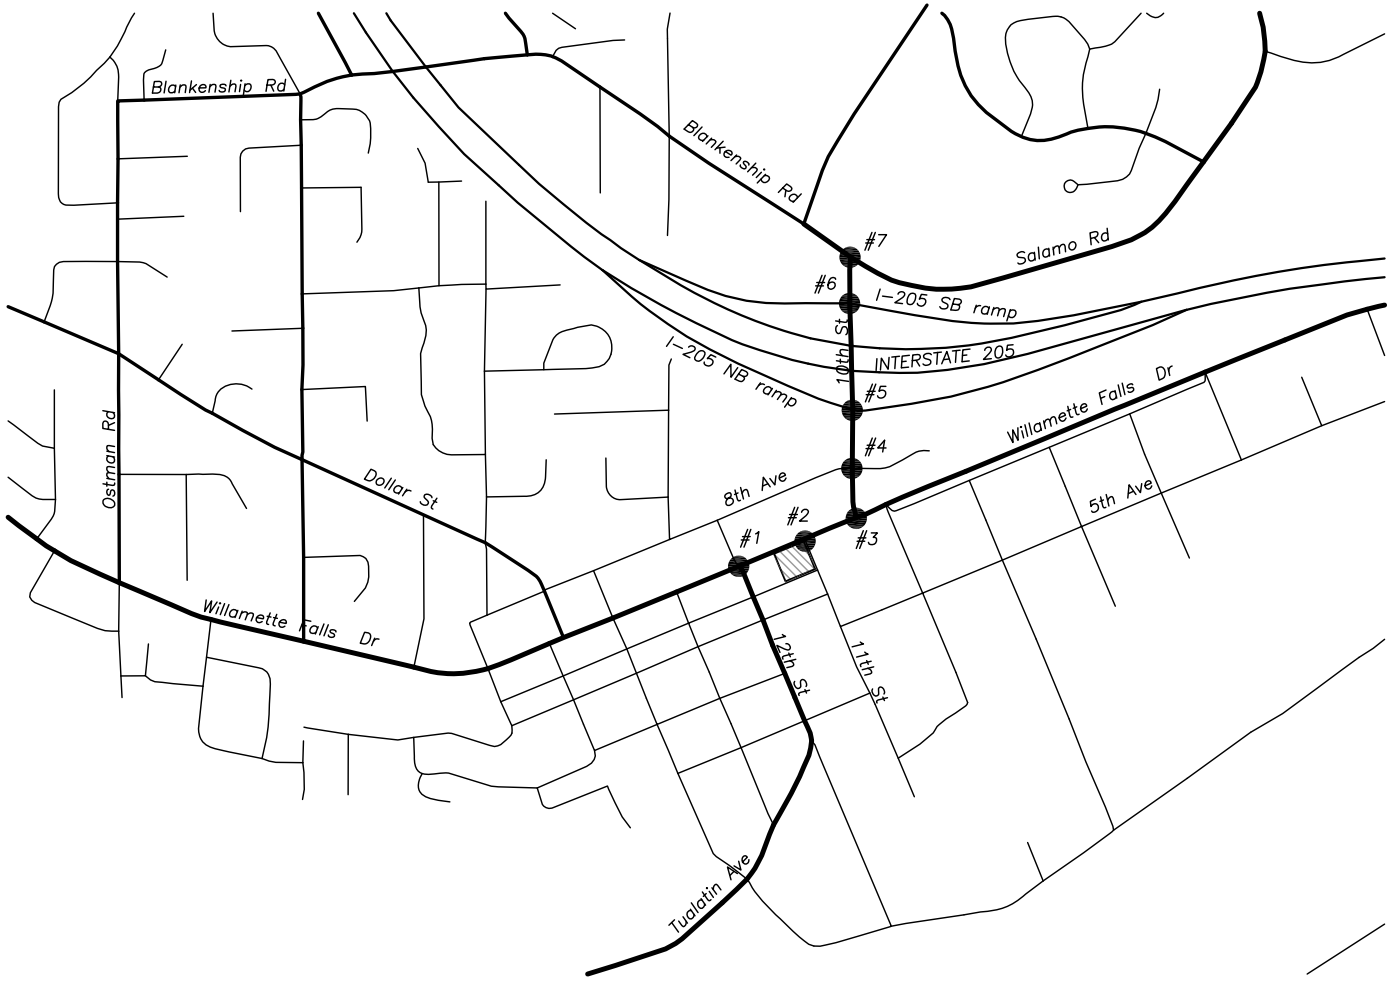 Blankenship Rd
Blankenship Rd
#7
Salamo Rd
#6
I-205 SB ramp
10th St
I-205 NB ramp
INTERSTATE 205
Willamette Falls Dr
#5
Ostman Rd
#4
Dollar St
8th Ave
5th Ave
#2
#1
#3
Willamette Falls Dr
12th St
11th St
Tualatin Ave